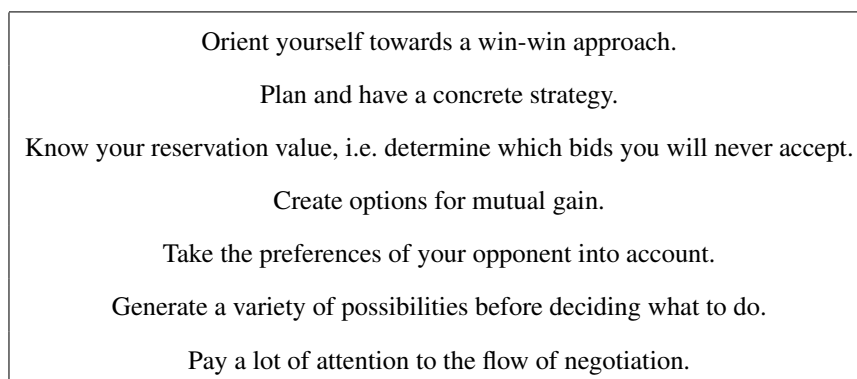 Orient yourself towards a win-win approach.
Plan and have a concrete strategy.
Know your reservation value, i.e. determine which bids you will never accept.
Create options for mutual gain.
Take the preferences of your opponent into account.
Generate a variety of possibilities before deciding what to do.
Pay a lot of attention to the flow of negotiation.